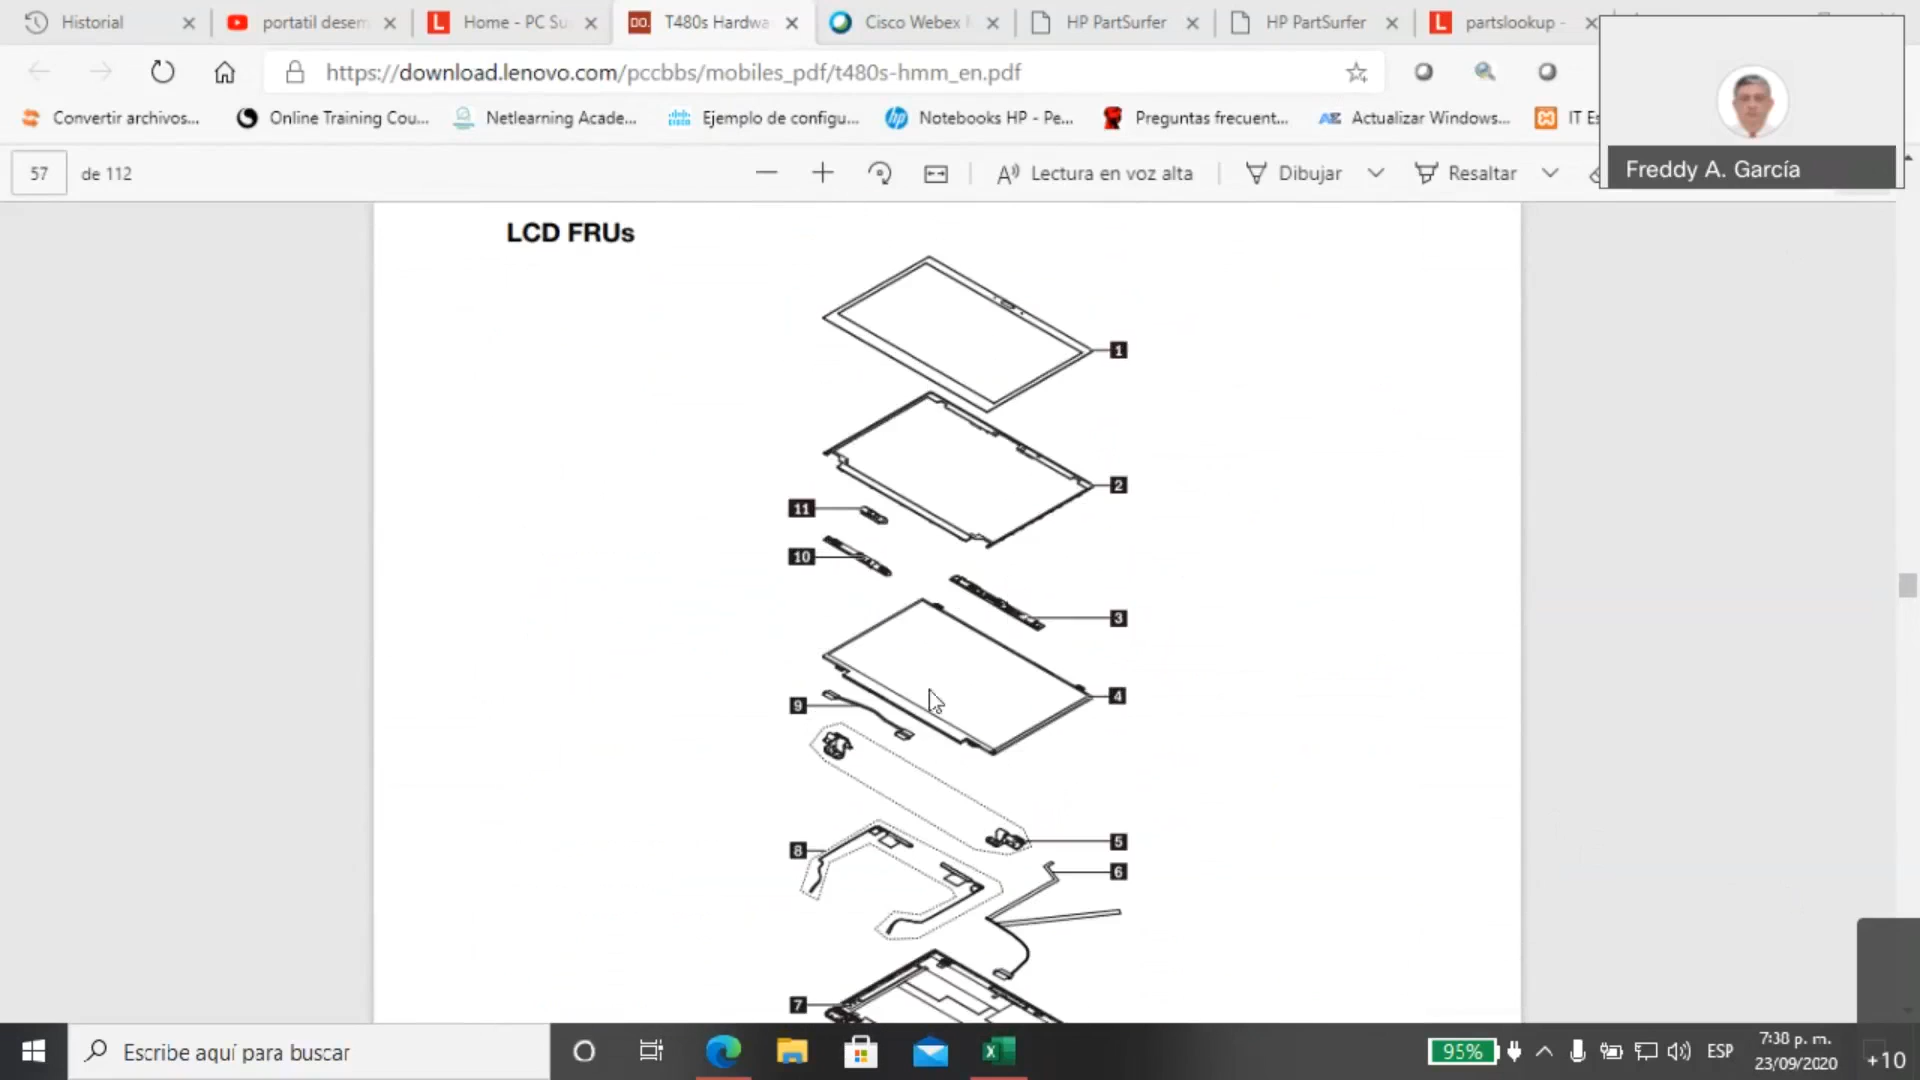 Historial
portatil desem
Home - PC Su
T480s Hardwa
Cisco Webex
HP PartSurfer
HP PartSurfer
partslookup -
https://download.lenovo.com/pccbbs/mobiles_pdf/t480s-hmm_en.pdf
Convertir archivos...
Online Training Cou...
Netlearning Acade...
Ejemplo de configu...
Notebooks HP - Pe...
Preguntas frecuent...
Actualizar Windows...
IT Es
Freddy A. García
57
de 112
Lectura en voz alta
Dibujar
Resaltar
LCD FRUs
1
2
11
10
3
4
9
5
8
6
7
Escribe aquí para buscar
95%
ESP
7:38 p. m.
23/09/2020
+10